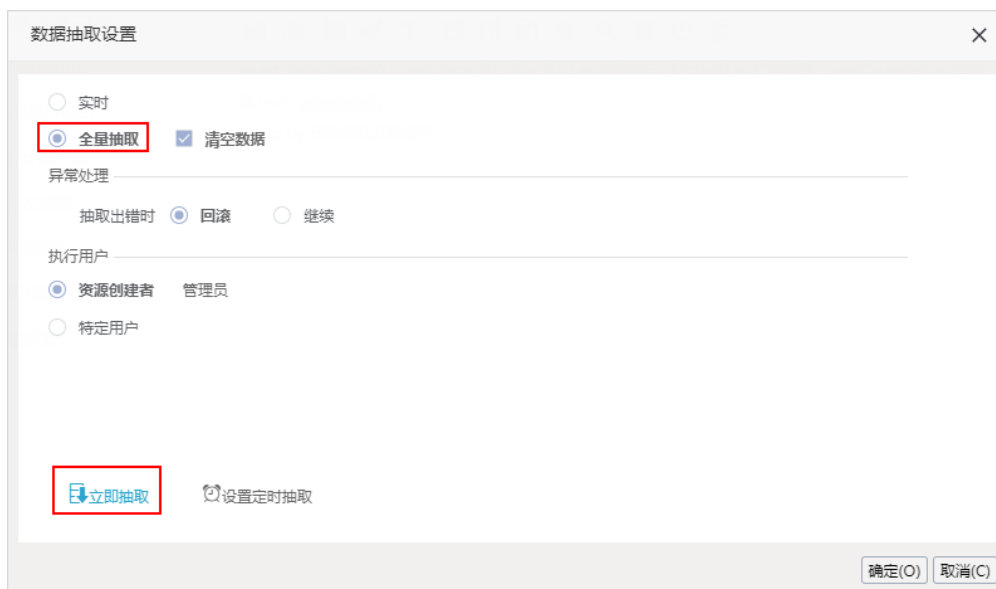 数据抽取设置
实时
全量抽取 清空数据
异常处理
抽取出错时 回滚 继续
执行用户
资源创建者 管理员
特定用户
立即抽取 设置定时抽取
确定(O) 取消(C)